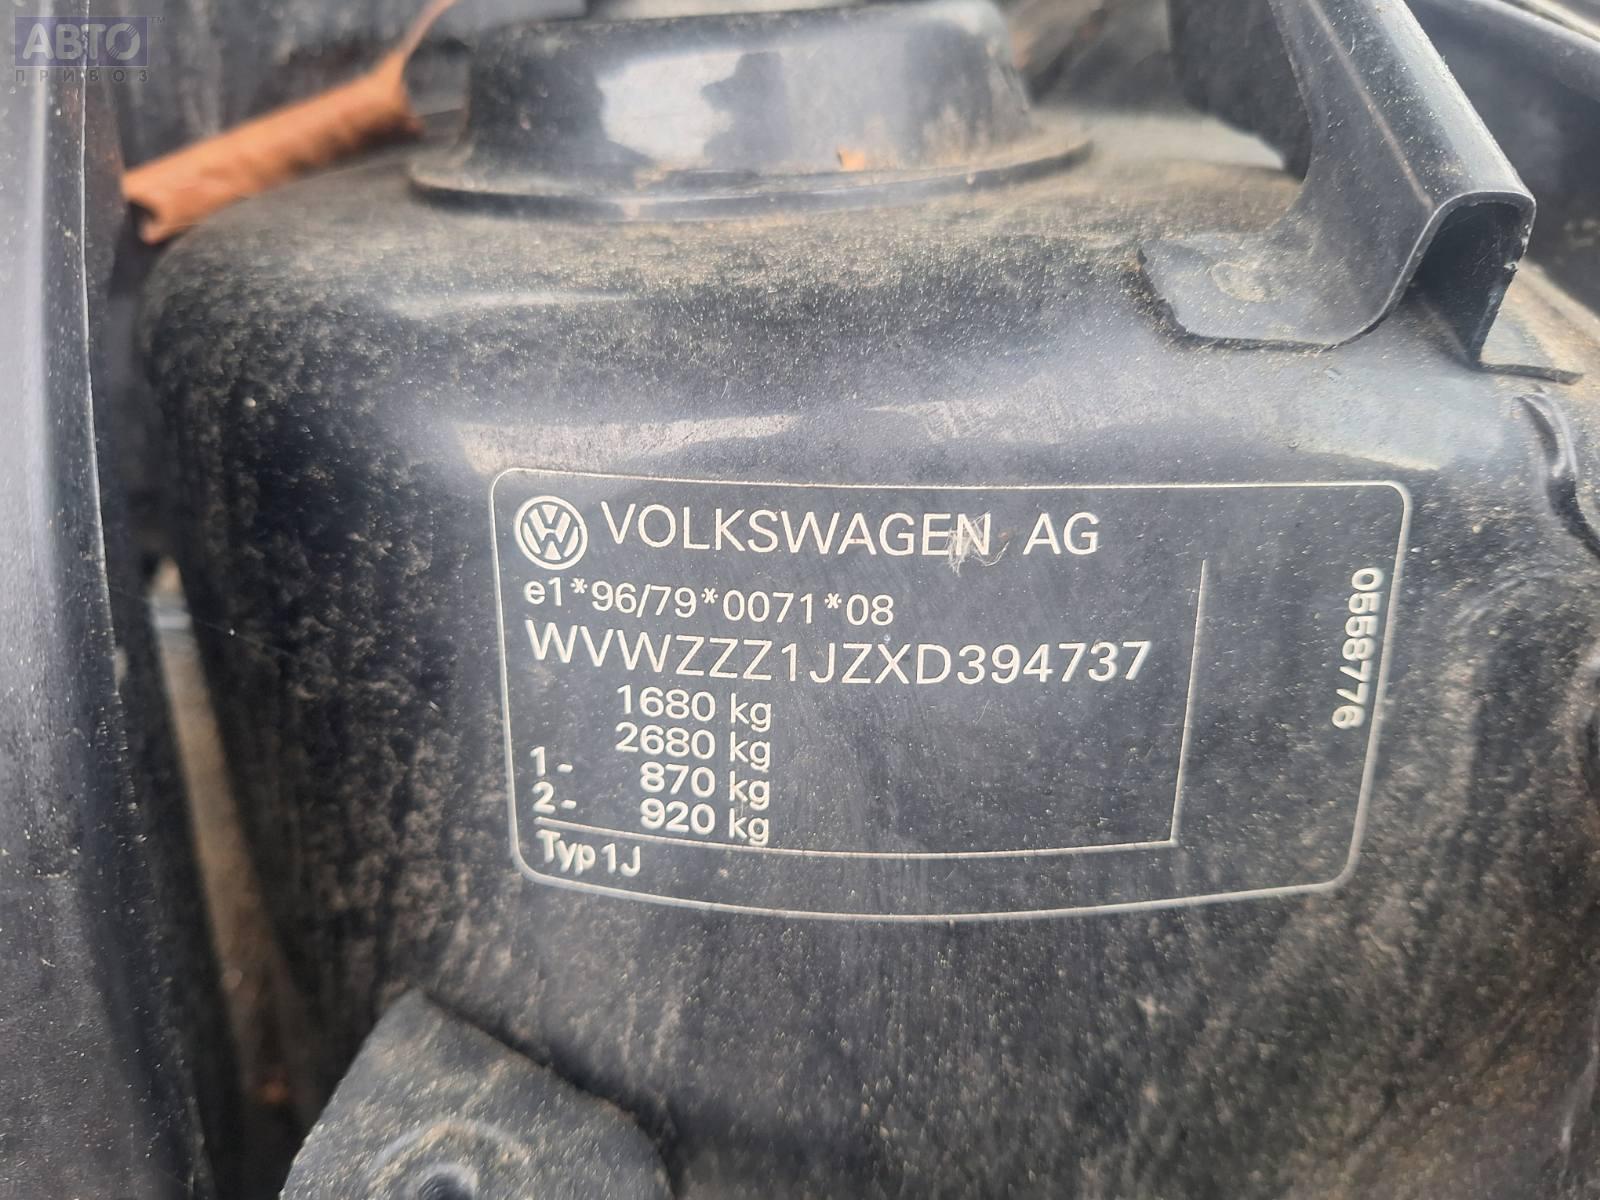 АВТО™
ПРИВОЗ
VOLKSWAGEN AG
e1*96/79*0071*08
WVWZZZ1JZXD394737
1680 kg
2680 kg
1- 870 kg
2- 920 kg
Typ 1J
0558776